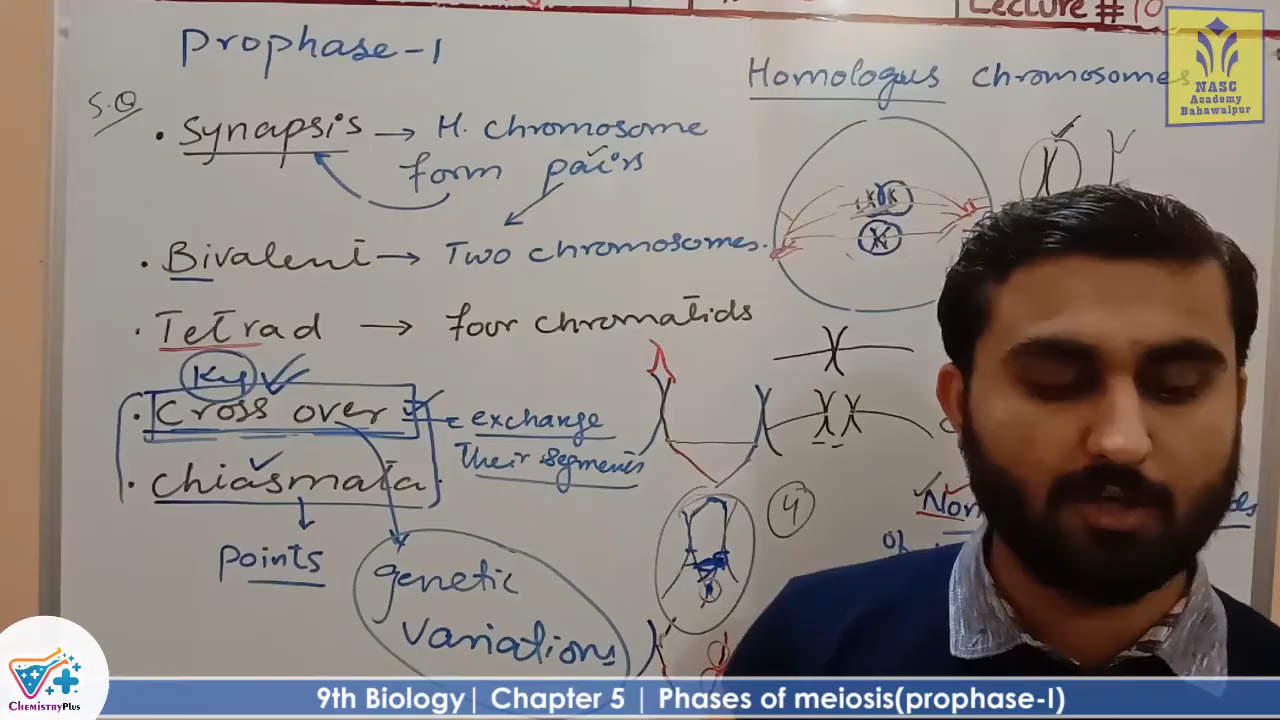 Lecture # 10
Prophase-I
Homologus chromosomes
NASC
Academy
Bahawalpur
S.Q
• Synapsis → H. chromosome
form pairs
• Bivalent → Two chromosomes.
• Tetrad → four chromatids
Key
• Cross over = exchange
Their segments
• chiasmata
4
Non
of
Points
genetic
variations
ChemistryPlus
9th Biology| Chapter 5 | Phases of meiosis(prophase-I)